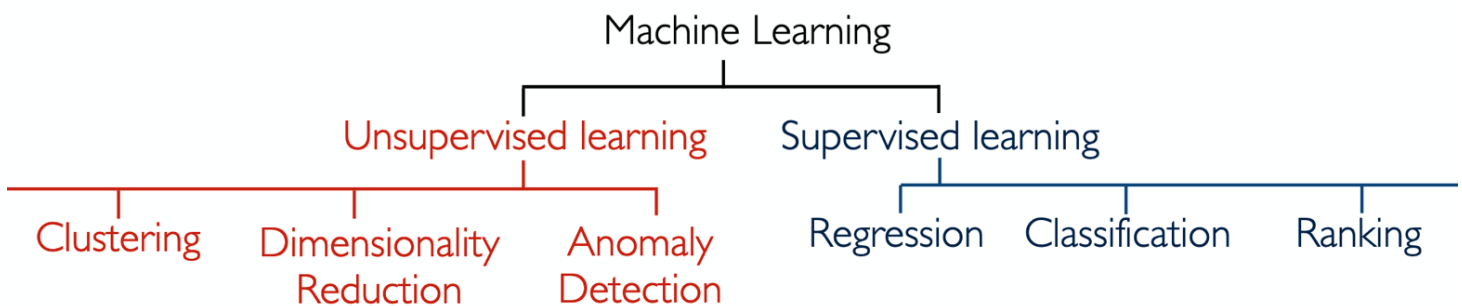 Machine Learning
Unsupervised learning
Supervised learning
Clustering
Dimensionality
Reduction
Anomaly
Detection
Regression
Classification
Ranking